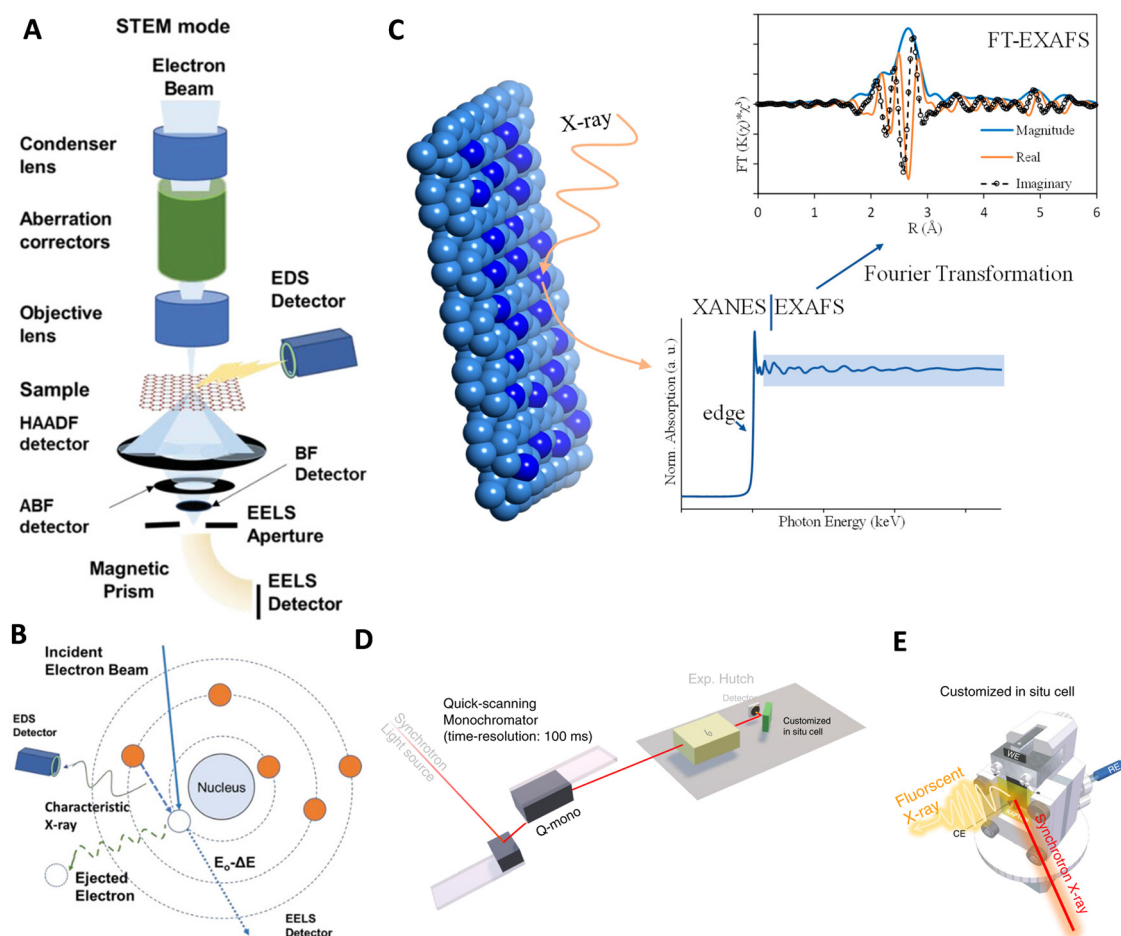 A
STEM mode
Electron
Beam
Condenser
lens
Aberration
correctors
Objective
lens
EDS
Detector
Sample
HAADF
detector
BF
Detector
ABF
detector
EELS
Aperture
Magnetic
Prism
EELS
Detector
C
X-ray
FT-EXAFS
FT (K(χ)*χ³)
Magnitude
Real
Imaginary
0 1 2 3 4 5 6
R (Å)
Fourier Transformation
XANES EXAFS
Norm. Absorption (a. u.)
edge
Photon Energy (keV)
B
Incident
Electron Beam
EDS
Detector
Nucleus
Characteristic
X-ray
E₀-ΔE
Ejected
Electron
EELS
Detector
D
Synchrotron
Light source
Quick-scanning
Monochromator
(time-resolution: 100 ms)
Q-mono
Exp. Hutch
Detector
I₀
Customized
in situ cell
E
Customized in situ cell
WE
RE
Fluorscent
X-ray
CE
Synchrotron X-ray